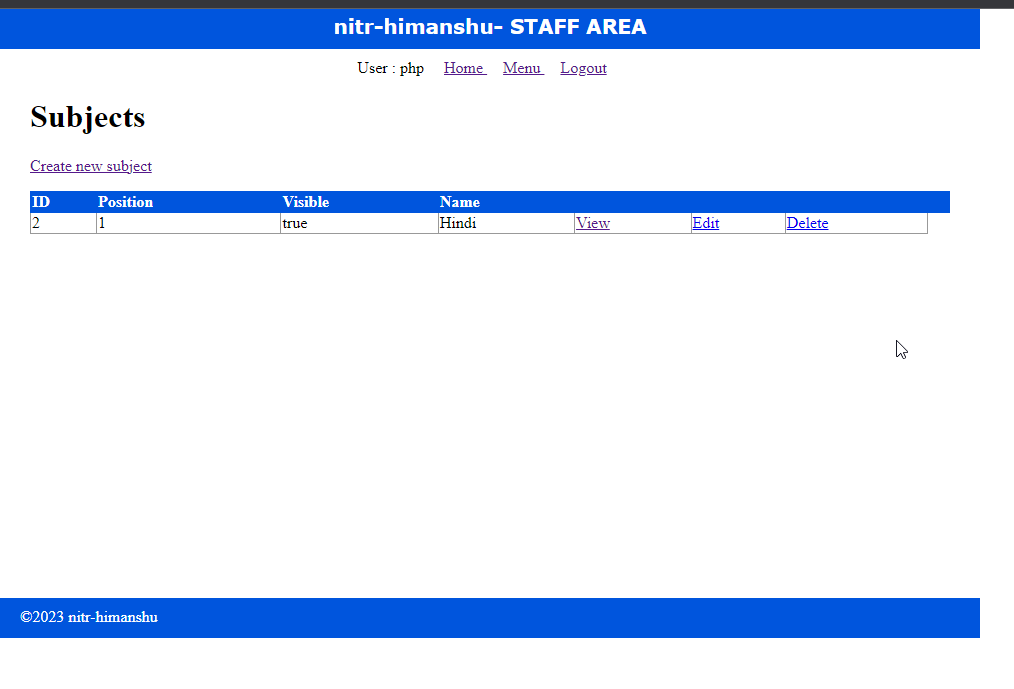 nitr-himanshu- STAFF AREA
User : php Home Menu Logout
Subjects
Create new subject
ID Position Visible Name
2 1 true Hindi View Edit Delete
©2023 nitr-himanshu